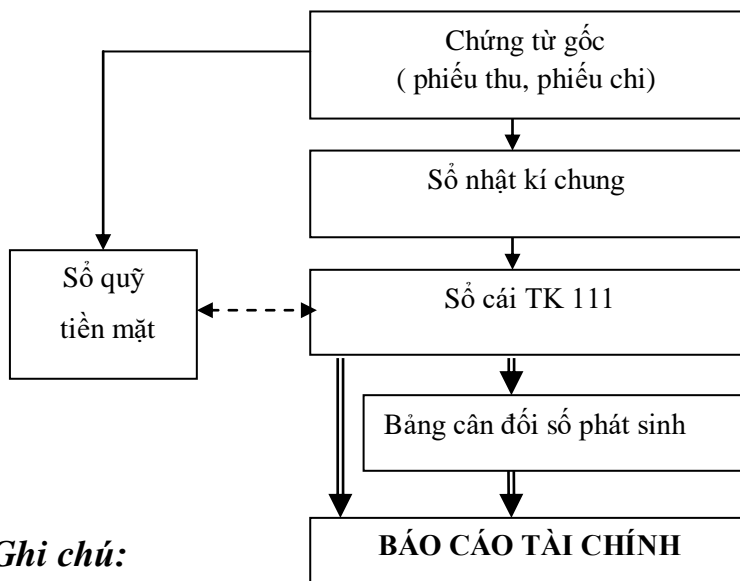 Chứng từ gốc
( phiếu thu, phiếu chi)
Sổ nhật kí chung
Sổ quỹ
tiền mặt
Sổ cái TK 111
Bảng cân đối số phát sinh
BÁO CÁO TÀI CHÍNH
Ghi chú: